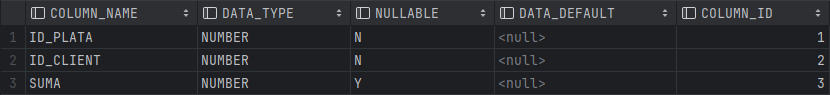 COLUMN_NAME DATA_TYPE NULLABLE DATA_DEFAULT COLUMN_ID
1 ID_PLATA NUMBER N <null> 1
2 ID_CLIENT NUMBER N <null> 2
3 SUMA NUMBER Y <null> 3